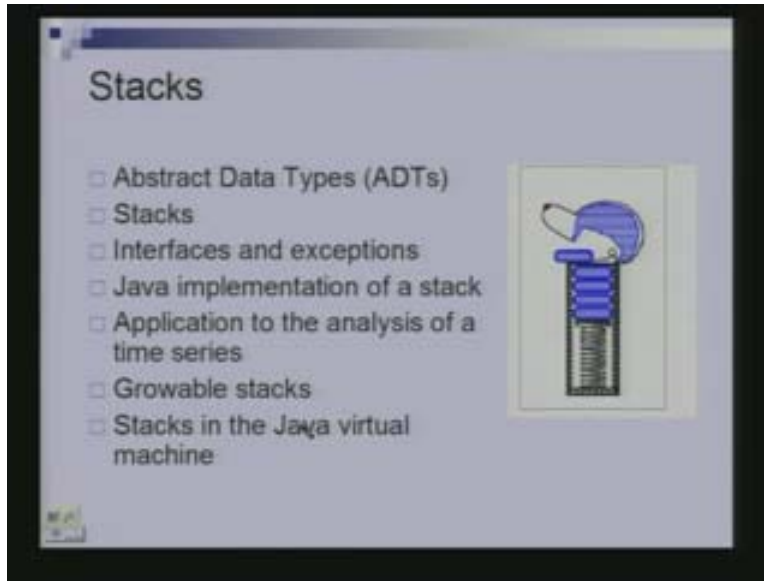 Stacks
Abstract Data Types (ADTs)
Stacks
Interfaces and exceptions
Java implementation of a stack
Application to the analysis of a
time series
Growable stacks
Stacks in the Java virtual
machine